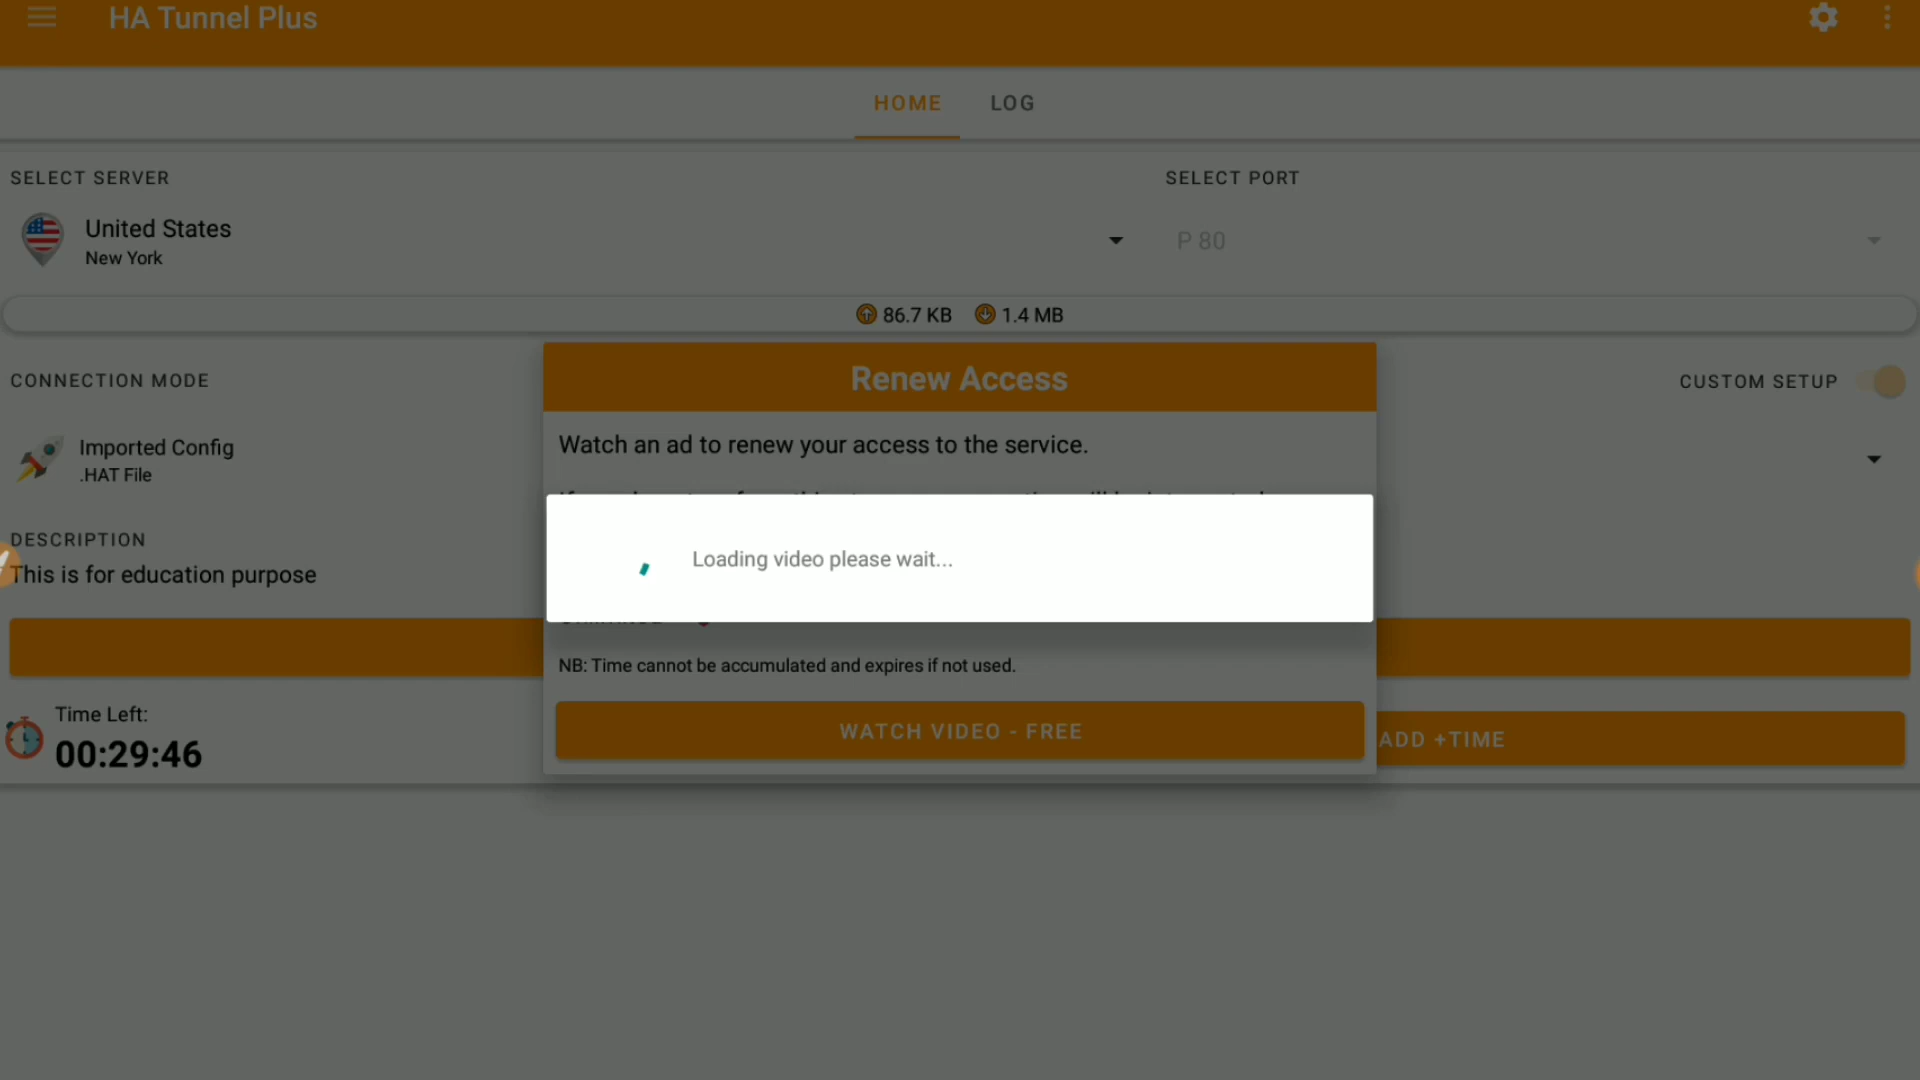 HA Tunnel Plus
HOME LOG
SELECT SERVER
SELECT PORT
United States
New York
P 80
86.7 KB 1.4 MB
CONNECTION MODE
CUSTOM SETUP
Imported Config
.HAT File
DESCRIPTION
This is for education purpose
Renew Access
Watch an ad to renew your access to the service.
Loading video please wait...
NB: Time cannot be accumulated and expires if not used.
WATCH VIDEO - FREE
Time Left:
00:29:46
ADD +TIME